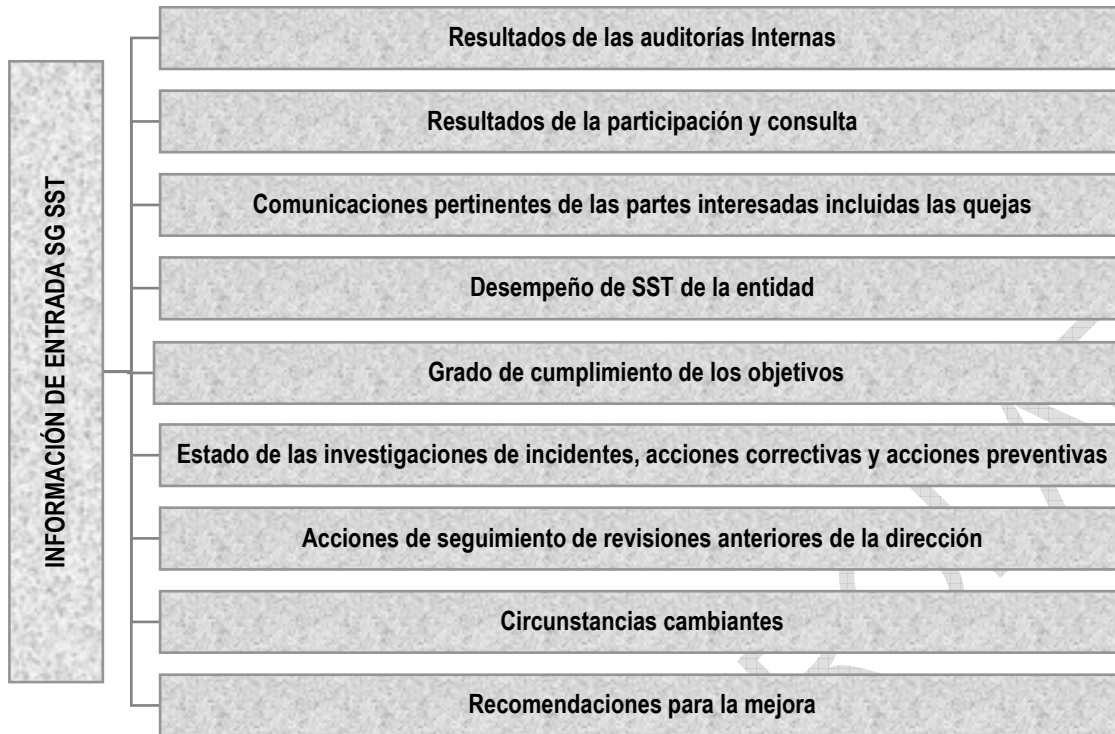 INFORMACIÓN DE ENTRADA SG SST
Resultados de las auditorías Internas
Resultados de la participación y consulta
Comunicaciones pertinentes de las partes interesadas incluidas las quejas
Desempeño de SST de la entidad
Grado de cumplimiento de los objetivos
Estado de las investigaciones de incidentes, acciones correctivas y acciones preventivas
Acciones de seguimiento de revisiones anteriores de la dirección
Circunstancias cambiantes
Recomendaciones para la mejora